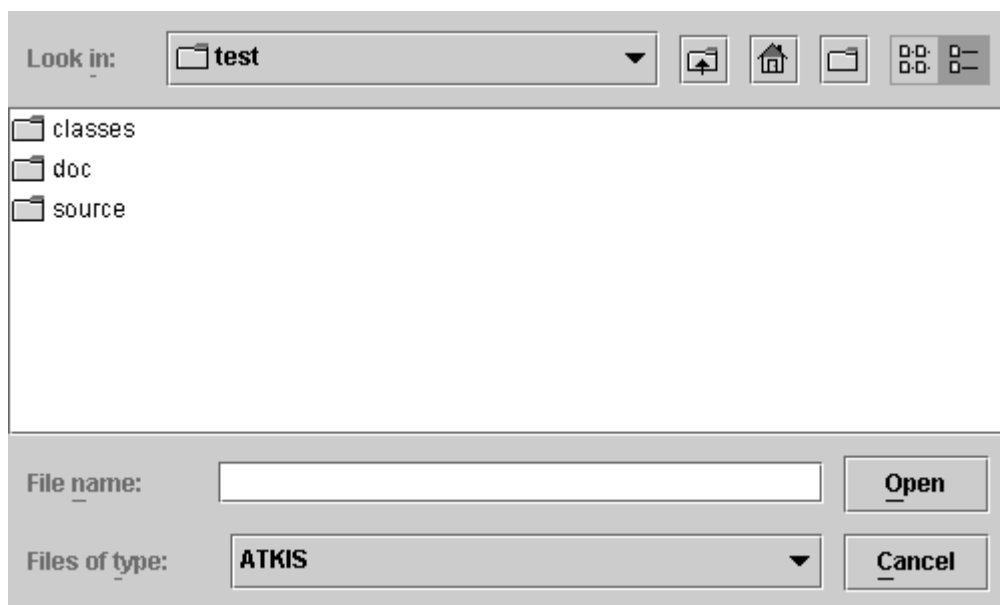 Look in: test
classes
doc
source
File name: Open
Files of type: ATKIS Cancel